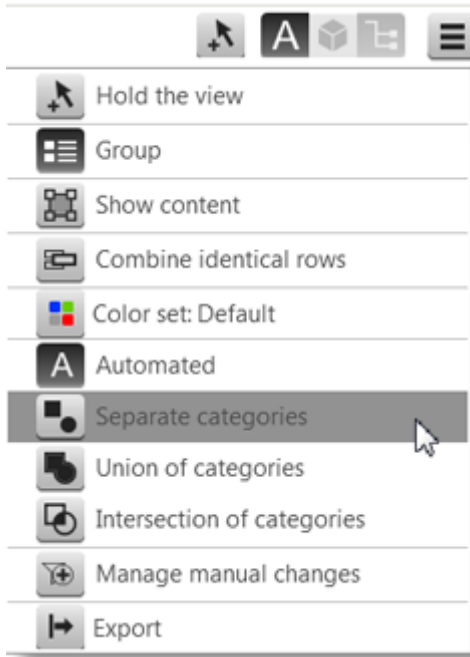 A
Hold the view
Group
Show content
Combine identical rows
Color set: Default
A Automated
Separate categories
Union of categories
Intersection of categories
Manage manual changes
Export